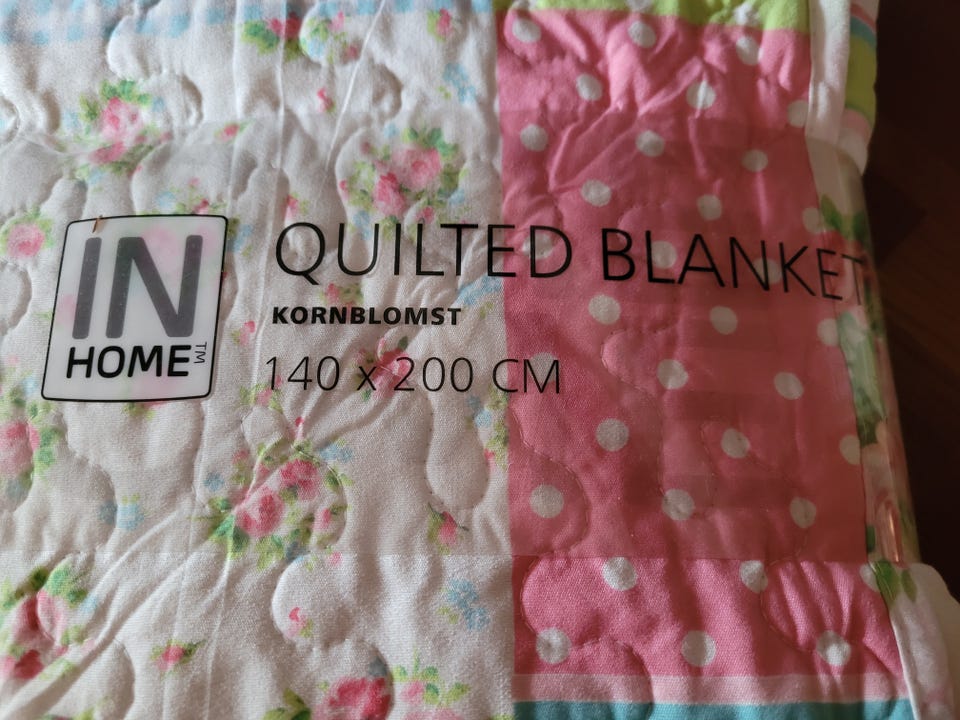 IN
HOME™
QUILTED BLANKET
KORNBLOMST
140 x 200 CM